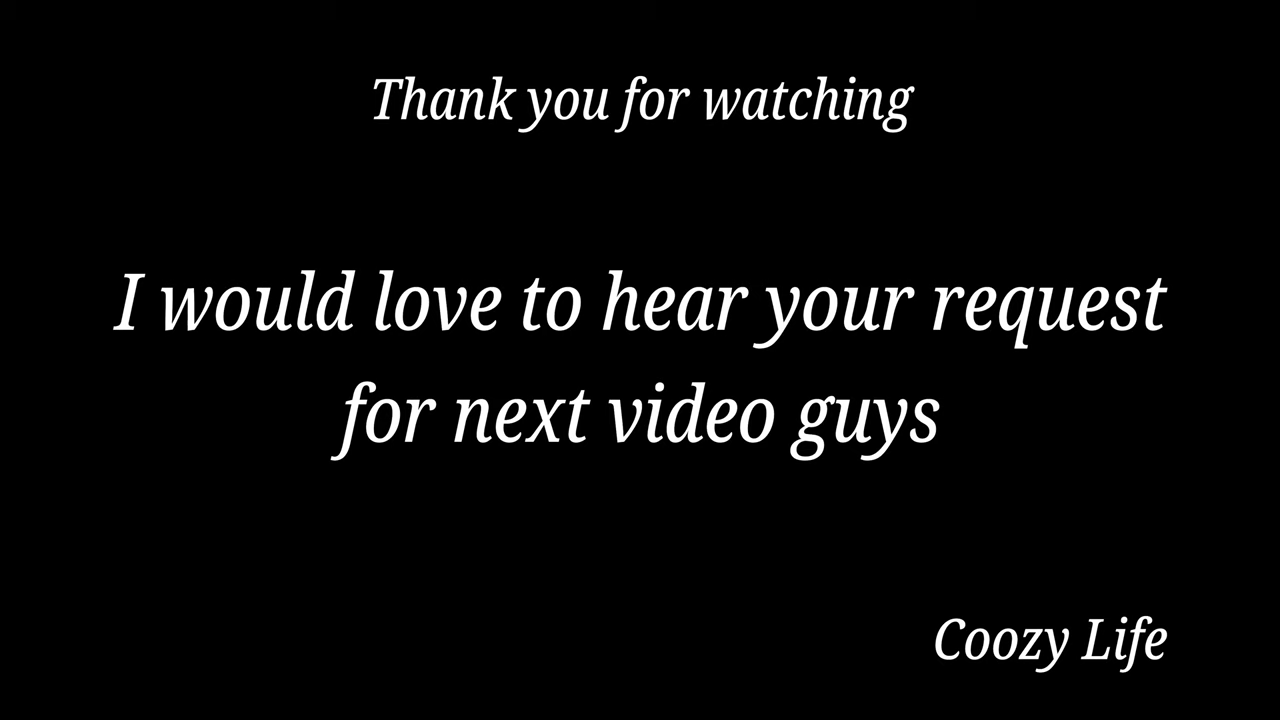 Thank you for watching
I would love to hear your request
for next video guys
Coozy Life